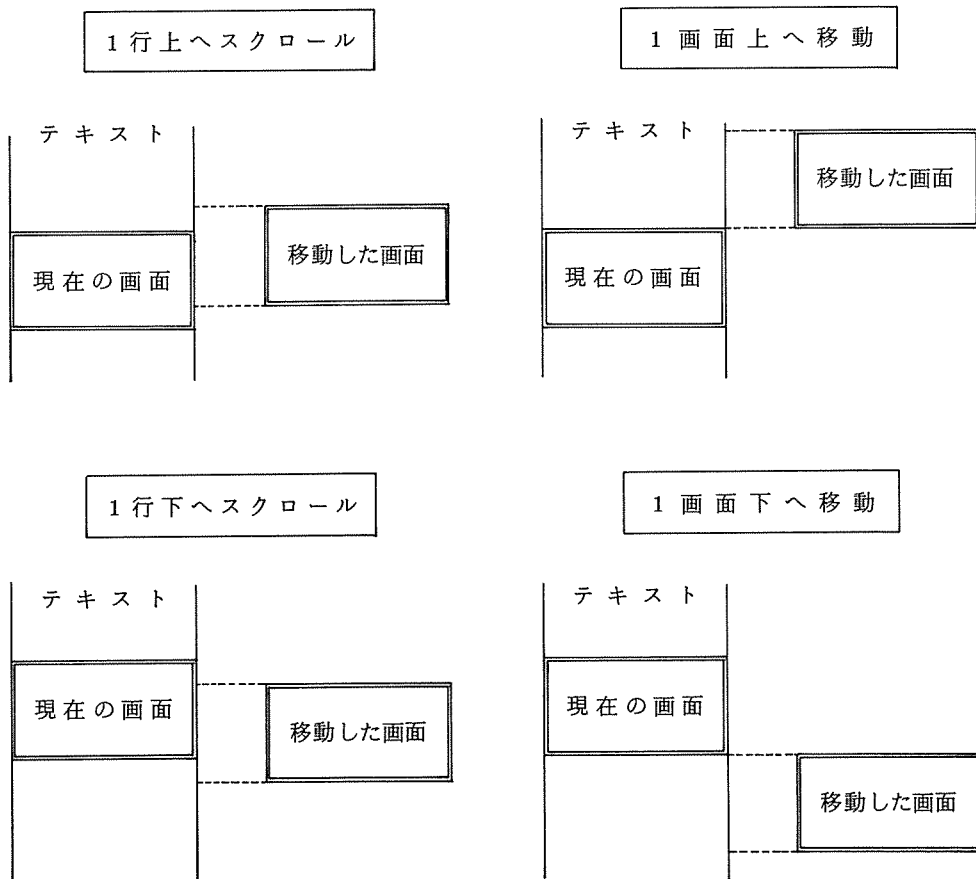 1行上へスクロール
1画面上へ移動
テキスト
現在の画面
移動した画面
テキスト
現在の画面
移動した画面
1行下へスクロール
1画面下へ移動
テキスト
現在の画面
移動した画面
テキスト
現在の画面
移動した画面